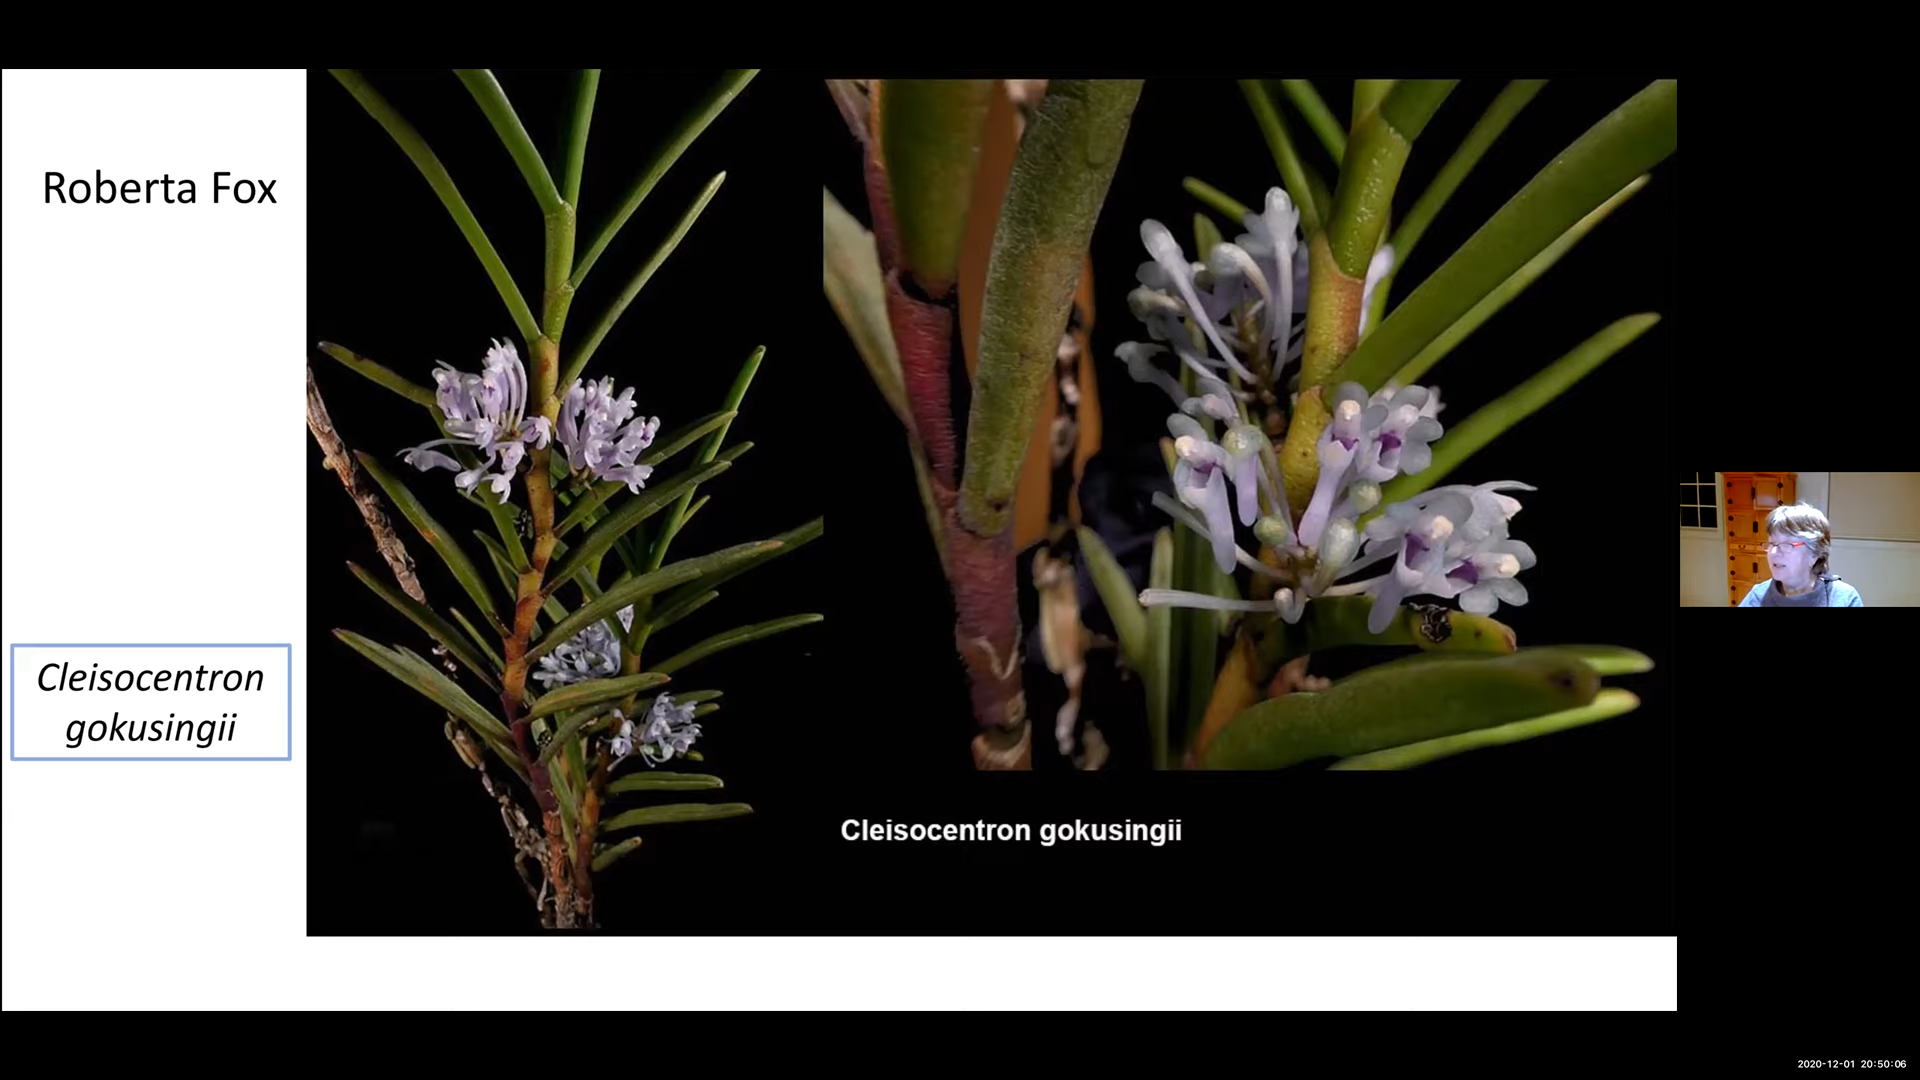 Roberta Fox
Cleisocentron
gokusingii
Cleisocentron gokusingii
2020-12-01 20:50:06